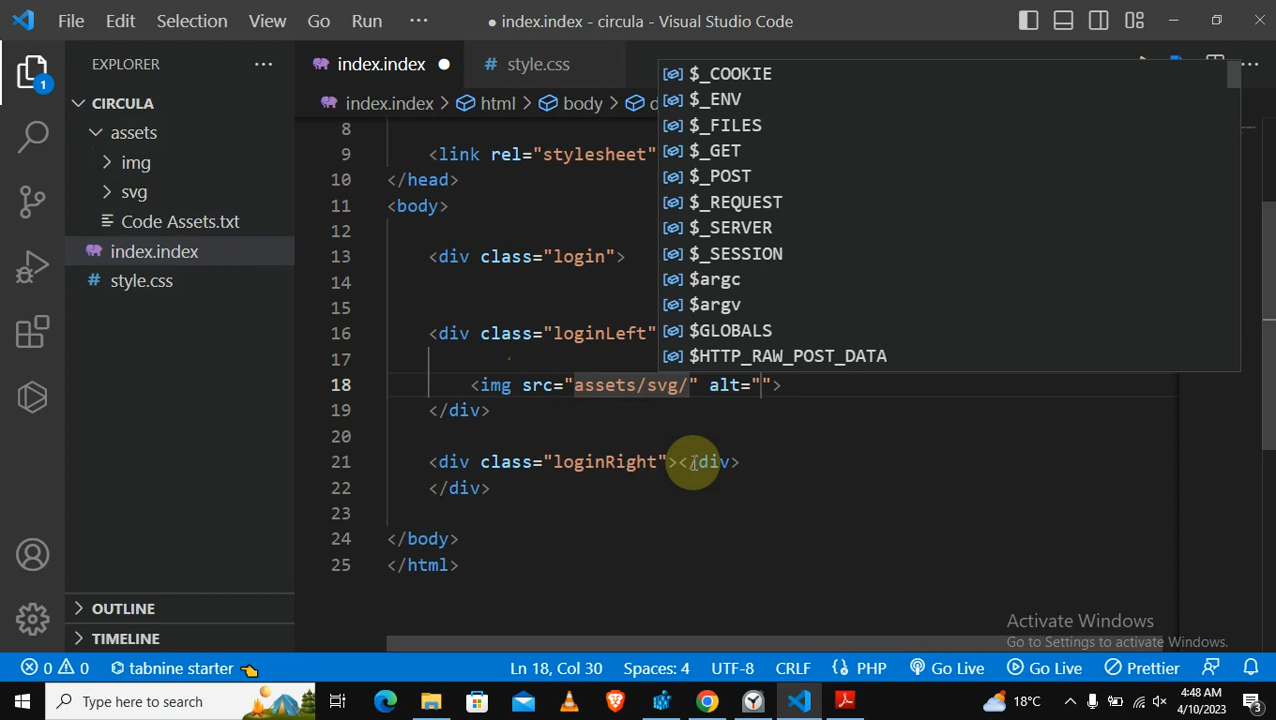 File Edit Selection View Go Run ··· ● index.index - circula - Visual Studio Code
EXPLORER ···
1
CIRCULA
assets
img
svg
Code Assets.txt
index.index
style.css
OUTLINE
TIMELINE
index.index ● # style.css
index.index > html > body > d
8
9 <link rel="stylesheet"
10 </head>
11 <body>
12
13 <div class="login">
14
15
16 <div class="loginLeft"
17
18 <img src="assets/svg/" alt="">
19 </div>
20
21 <div class="loginRight"></div>
22 </div>
23
24 </body>
25 </html>
$_COOKIE
$_ENV
$_FILES
$_GET
$_POST
$_REQUEST
$_SERVER
$_SESSION
$argc
$argv
$GLOBALS
$HTTP_RAW_POST_DATA
Activate Windows
Go to Settings to activate Windows.
0 0 tabnine starter 👈 Ln 18, Col 30 Spaces: 4 UTF-8 CRLF PHP Go Live Go Live Prettier
Type here to search 18°C 4:48 AM
4/10/2023
3